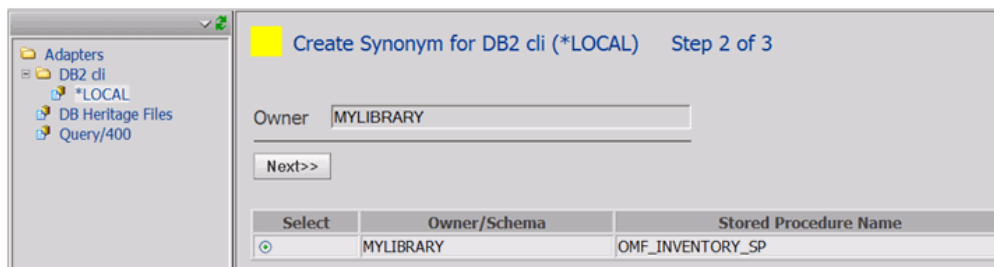 Adapters
DB2 cli
*LOCAL
DB Heritage Files
Query/400
Create Synonym for DB2 cli (*LOCAL) Step 2 of 3
Owner MYLIBRARY
Next>>
Select Owner/Schema Stored Procedure Name
MYLIBRARY OMF_INVENTORY_SP